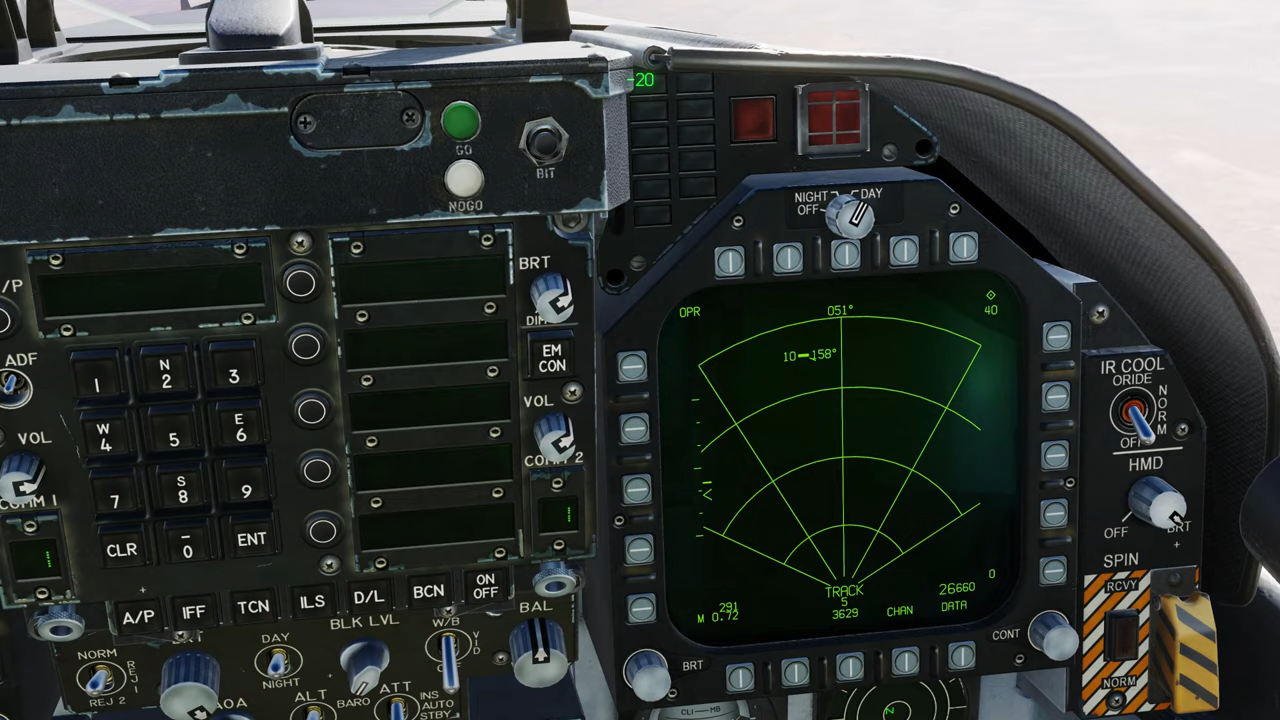 -20
GO
BIT
NOGO
NIGHT
DAY
OFF
/P
BRT
OPR
051°
40
10
158°
ADF
1
N
2
3
EM
CON
IR COOL
ORIDE
NORM
OFF
VOL
W
4
5
E
6
VOL
HMD
COMM 1
7
S
8
9
OFF
BRT
+
CLR
-
0
ENT
SPIN
RCVY
A/P
IFF
TCN
ILS
D/L
BCN
ON
OFF
TRACK
5
3629
291
M 0.72
CHAN
26660
DATA
0
BLK LVL
W/B
BAL
DAY
NIGHT
NORM
REJ 1
REJ 2
BRT
CONT
NORM
AOA
ALT
BARO
ATT
INS
AUTO
STBY
CLI
MB
N